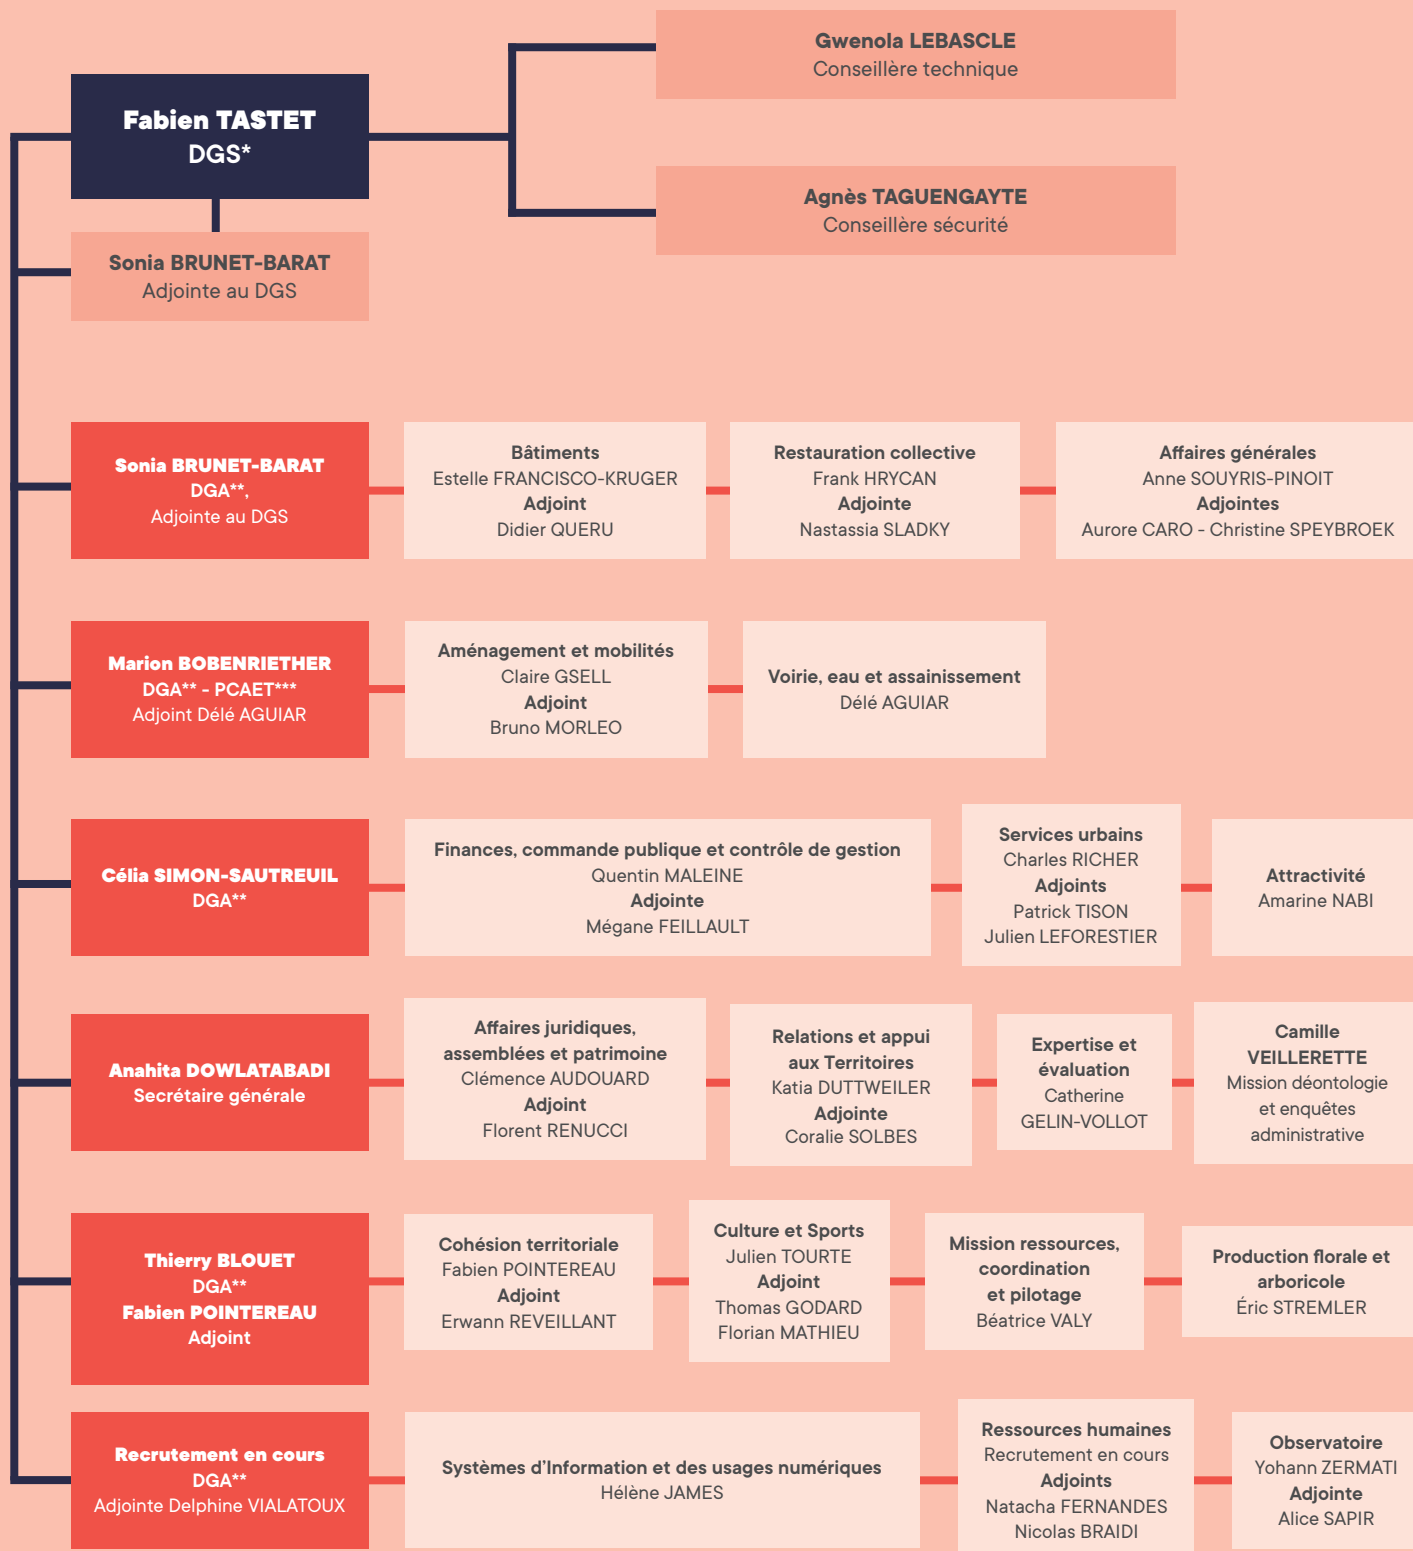 Gwenola LEBASCLE
Conseillère technique
Fabien TASTET
DGS*
Agnès TAGUENGAYTE
Conseillère sécurité
Sonia BRUNET-BARAT
Adjointe au DGS
Sonia BRUNET-BARAT
DGA**,
Adjointe au DGS
Bâtiments
Estelle FRANCISCO-KRUGER
Adjoint
Didier QUERU
Restauration collective
Frank HRYCAN
Adjointe
Nastassia SLADKY
Affaires générales
Anne SOUYRIS-PINOIT
Adjointes
Aurore CARO - Christine SPEYBROEK
Marion BOBENRIETHER
DGA** - PCAET***
Adjoint Délé AGUIAR
Aménagement et mobilités
Claire GSELL
Adjoint
Bruno MORLEO
Voirie, eau et assainissement
Délé AGUIAR
Célia SIMON-SAUTREUIL
DGA**
Finances, commande publique et contrôle de gestion
Quentin MALEINE
Adjointe
Mégane FEILLAULT
Services urbains
Charles RICHER
Adjoints
Patrick TISON
Julien LEFORESTIER
Attractivité
Amarine NABI
Anahita DOWLATABADI
Secrétaire générale
Affaires juridiques,
assemblées et patrimoine
Clémence AUDOUARD
Adjoint
Florent RENUCCI
Relations et appui
aux Territoires
Katia DUTTWEILER
Adjointe
Coralie SOLBES
Expertise et
évaluation
Catherine
GELIN-VOLLOT
Camille
VEILLERETTE
Mission déontologie
et enquêtes
administrative
Thierry BLOUET
DGA**
Fabien POINTEREAU
Adjoint
Cohésion territoriale
Fabien POINTEREAU
Adjoint
Erwann REVEILLANT
Culture et Sports
Julien TOURTE
Adjoint
Thomas GODARD
Florian MATHIEU
Mission ressources,
coordination
et pilotage
Béatrice VALY
Production florale et
arboricole
Éric STREMLER
Recrutement en cours
DGA**
Adjointe Delphine VIALATOUX
Systèmes d'Information et des usages numériques
Hélène JAMES
Ressources humaines
Recrutement en cours
Adjoints
Natacha FERNANDES
Nicolas BRAIDI
Observatoire
Yohann ZERMATI
Adjointe
Alice SAPIR